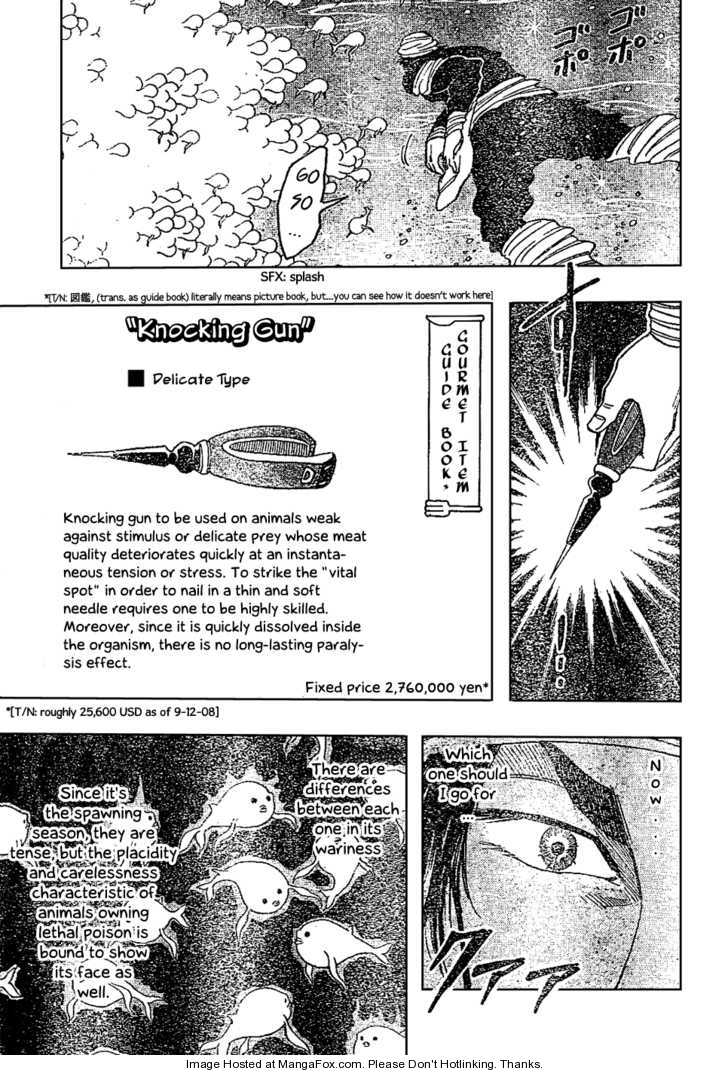 ゴポ
ゴポ
GO
SO
...
SFX: splash
*[T/N: 図鑑, (trans. as guide book) literally means picture book, but....you can see how it doesn't work here]
GOURMET ITEM
GUIDE BOOK*
"Knocking Gun"
Delicate Type
Knocking gun to be used on animals weak
against stimulus or delicate prey whose meat
quality deteriorates quickly at an instanta-
neous tension or stress. To strike the "vital
spot" in order to nail in a thin and soft
needle requires one to be highly skilled.
Moreover, since it is quickly dissolved inside
the organism, there is no long-lasting paraly-
sis effect.
Fixed price 2,760,000 yen*
*[T/N: roughly 25,600 USD as of 9-12-08]
Now...
Which
one should
I go for
...
クアァ
There are
differences
between each
one in its
wariness
Since it's
the spawning
season, they are
tense, but the placidity
and carelessness
characteristic of
animals owning
lethal poison is
bound to show
its face as
well.
Image Hosted at MangaFox.com. Please Don't Hotlinking. Thanks.